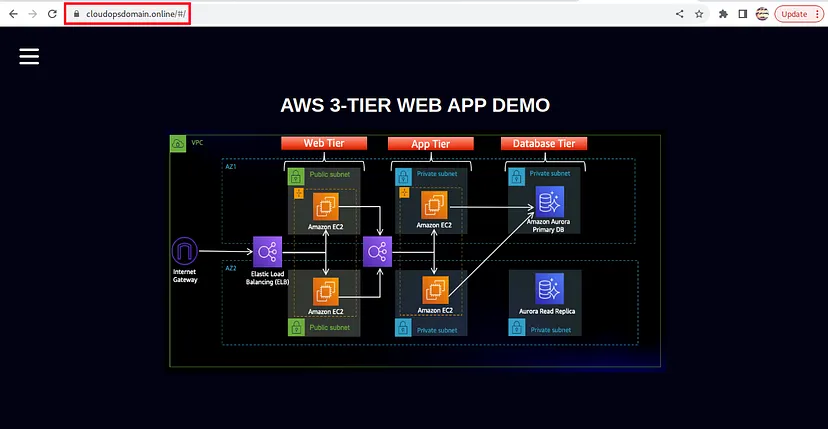 cloudopsdomain.online/#/
Update
AWS 3-TIER WEB APP DEMO
VPC
Web Tier
App Tier
Database Tier
AZ1
Public subnet
Private subnet
Private subnet
Amazon EC2
Amazon EC2
Amazon Aurora
Primary DB
Internet
Gateway
Elastic Load
Balancing (ELB)
AZ2
Amazon EC2
Amazon EC2
Aurora Read Replica
Public subnet
Private subnet
Private subnet